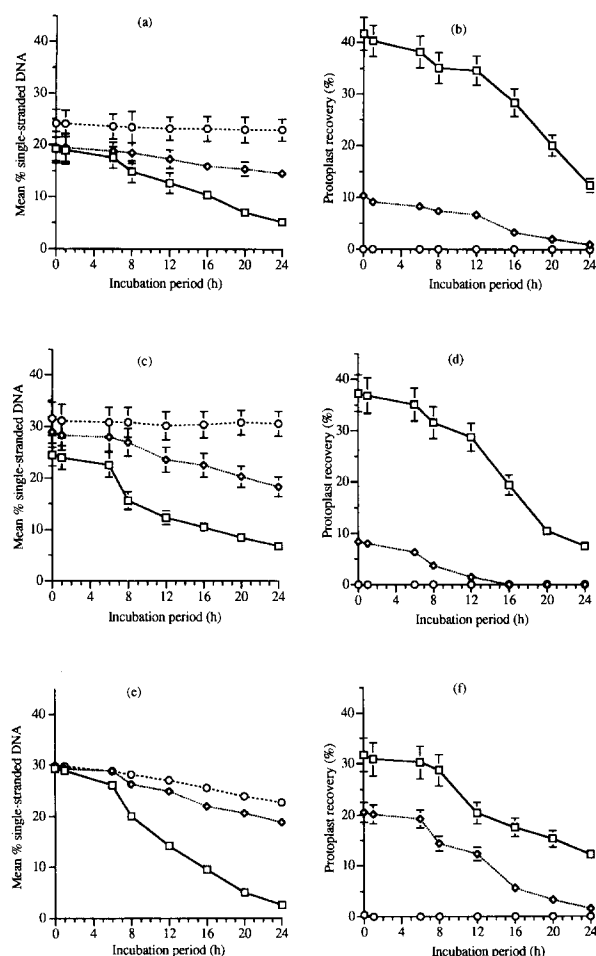 (a)
Mean % single-stranded DNA
40
30
20
10
0
0 4 8 12 16 20 24
Incubation period (h)
(b)
Protoplast recovery (%)
40
30
20
10
0
0 4 8 12 16 20 24
Incubation period (h)
(c)
Mean % single-stranded DNA
40
30
20
10
0
0 4 8 12 16 20 24
Incubation period (h)
(d)
Protoplast recovery (%)
40
30
20
10
0
0 4 8 12 16 20 24
Incubation period (h)
(e)
Mean % single-stranded DNA
40
30
20
10
0
0 4 8 12 16 20 24
Incubation period (h)
(f)
Protoplast recovery (%)
40
30
20
10
0
0 4 8 12 16 20 24
Incubation period (h)